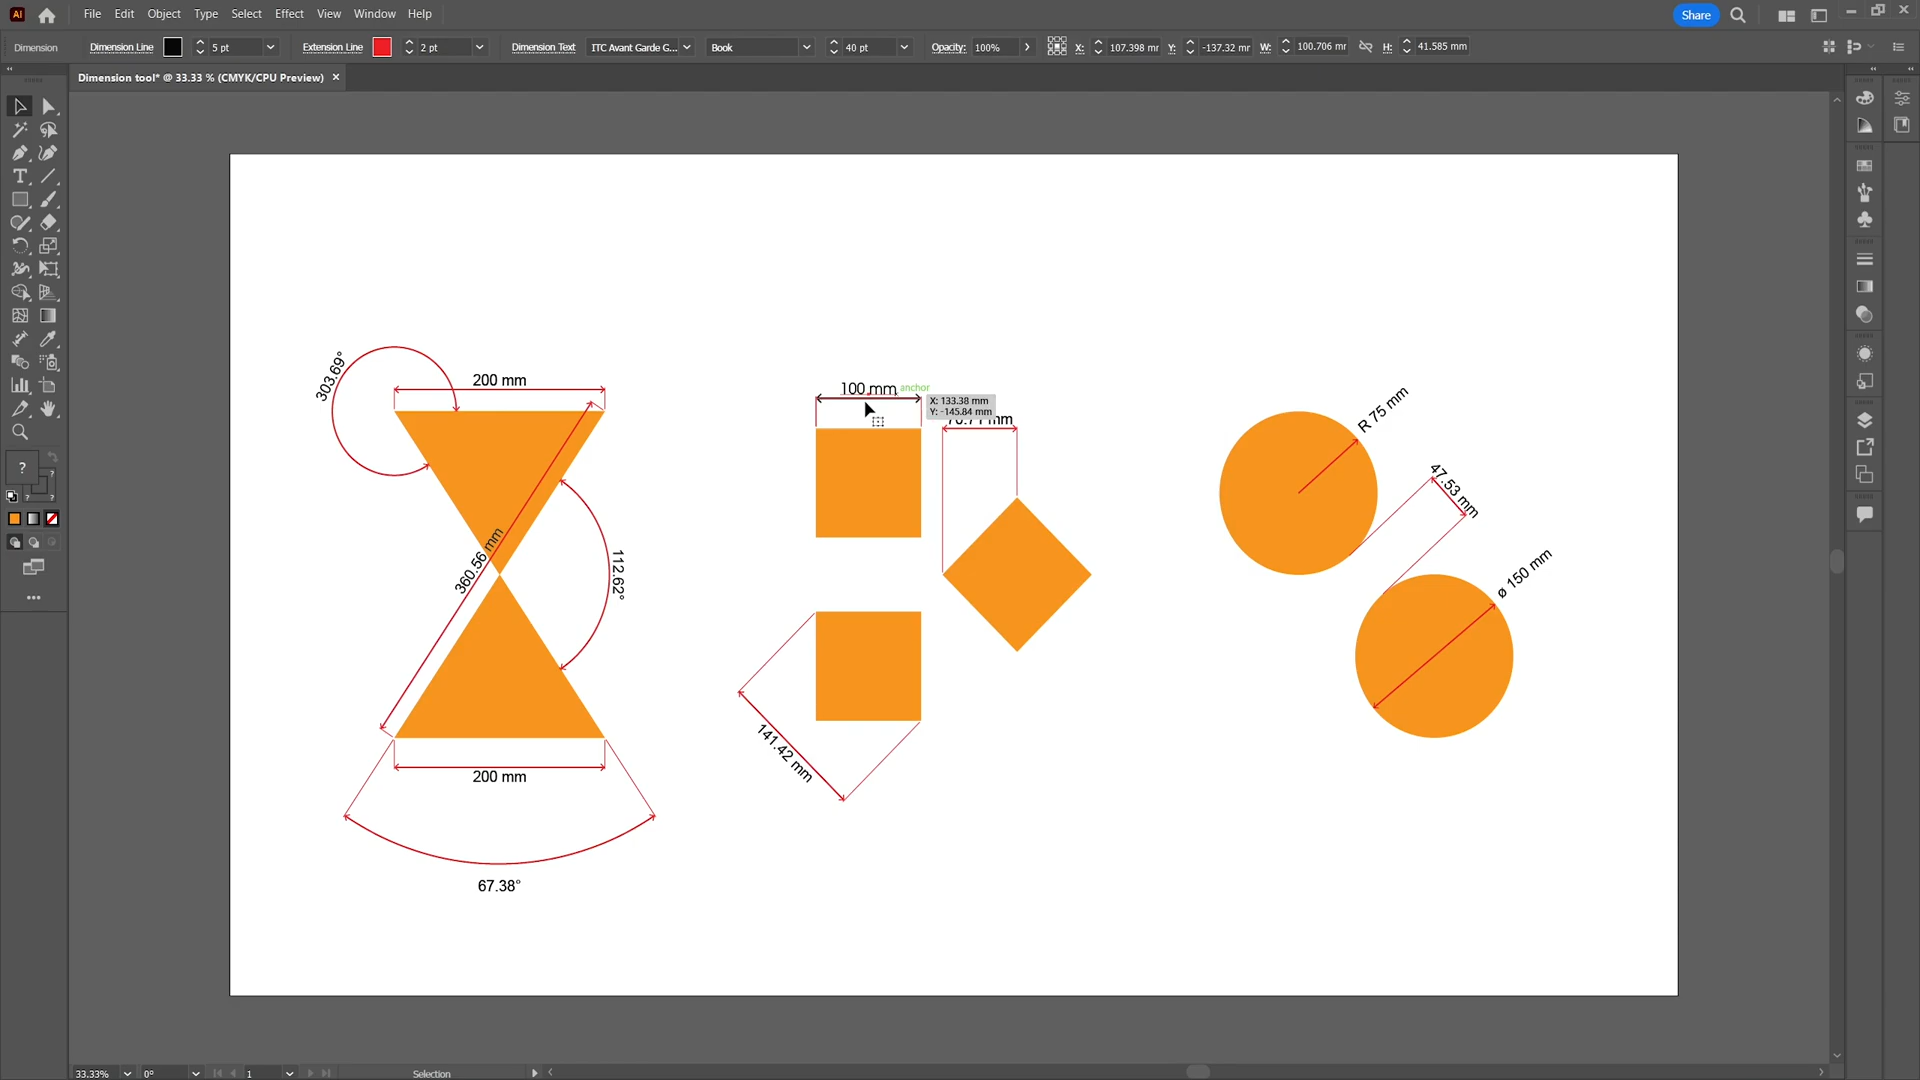 Ai File Edit Object Type Select Effect View Window Help Share
Dimension Dimension Line 5 pt Extension Line 2 pt Dimension Text ITC Avant Garde G... Book 40 pt Opacity: 100% X: 107.398 mr Y: -137.32 mr W: 100.706 mr H: 41.585 mm
Dimension tool* @ 33.33 % (CMYK/CPU Preview) ×
303.69°
200 mm
360.56 mm
112.62°
200 mm
67.38°
100 mm anchor
X: 133.38 mm
Y: -145.84 mm
70.71 mm
141.42 mm
R 75 mm
47.53 mm
ø 150 mm
?
?
?
?
33.33% 0° 1 Selection